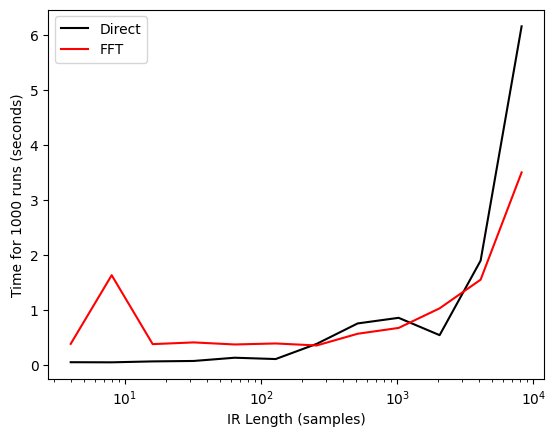 Direct
FFT
6
5
4
3
2
1
0
Time for 1000 runs (seconds)
10¹
10²
10³
10⁴
IR Length (samples)